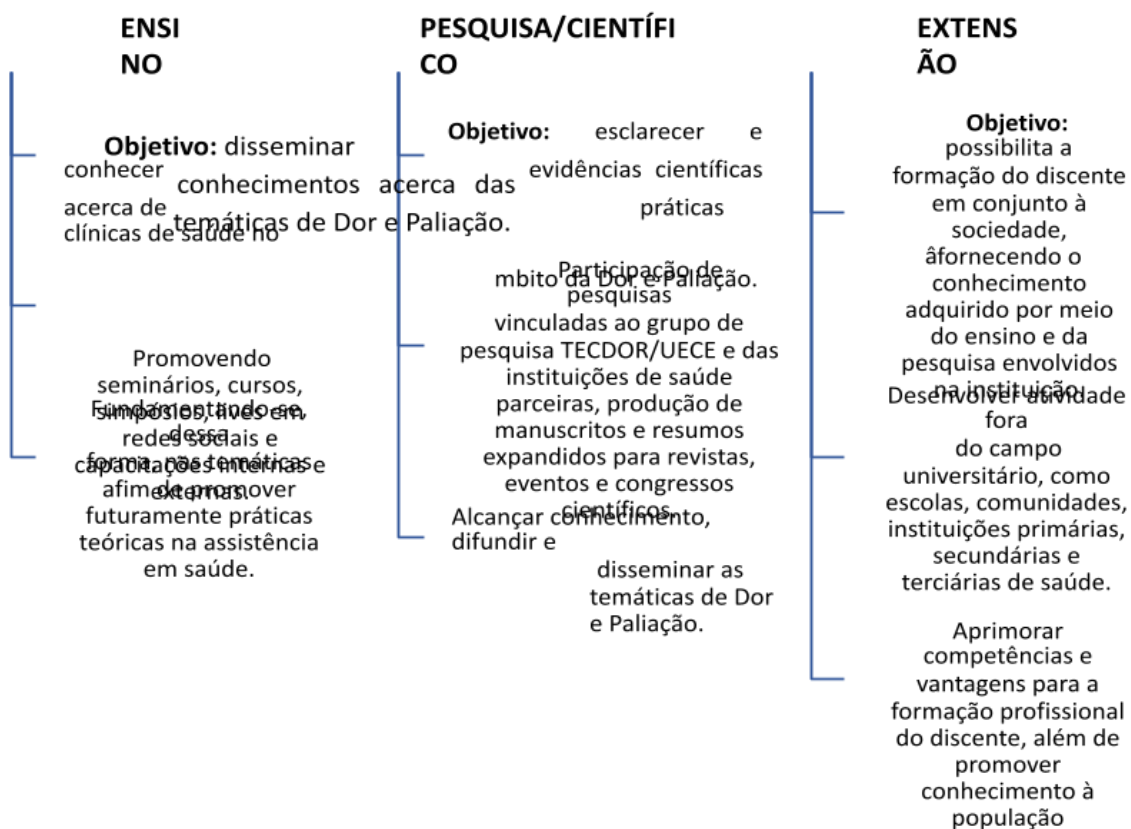 ENSI
NO
Objetivo: disseminar
conhecer
conhecimentos acerca das
acerca de
temáticas de Dor e Paliação.
clínicas de saúde no
Promovendo
seminários, cursos,
simpósios, lives em
redes sociais e
capacitações internas e
externas.
Fundamentando-se,
dessa
forma, nas temáticas
afim de promover
futuramente práticas
teóricas na assistência
em saúde.
PESQUISA/CIENTÍFI
CO
Objetivo: esclarecer e
evidências científicas
práticas
mbito da Dor e Paliação.
Participação de
pesquisas
vinculadas ao grupo de
pesquisa TECDOR/UECE e das
instituições de saúde
parceiras, produção de
manuscritos e resumos
expandidos para revistas,
eventos e congressos
científicos.
Alcançar conhecimento,
difundir e
disseminar as
temáticas de Dor
e Paliação.
EXTENS
ÃO
Objetivo:
possibilita a
formação do discente
em conjunto à
sociedade,
âfornecendo o
conhecimento
adquirido por meio
do ensino e da
pesquisa envolvidos
na instituição.
Desenvolver atividade
fora
do campo
universitário, como
escolas, comunidades,
instituições primárias,
secundárias e
terciárias de saúde.
Aprimorar
competências e
vantagens para a
formação profissional
do discente, além de
promover
conhecimento à
população